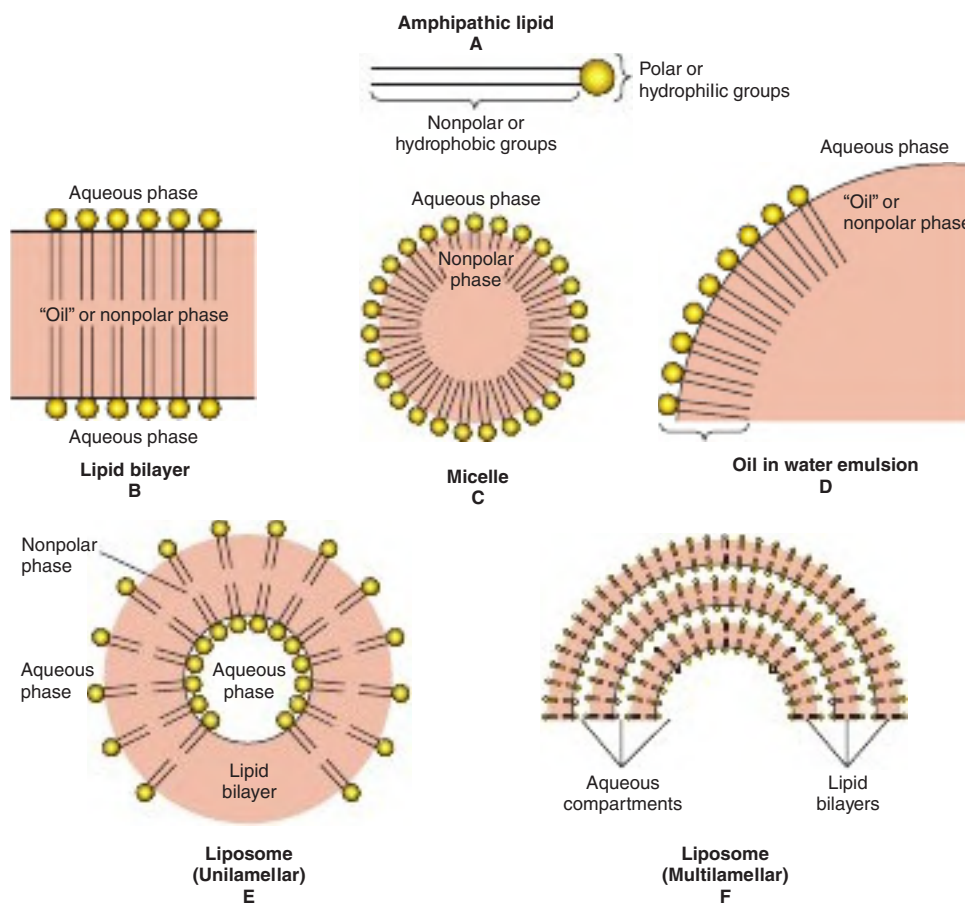 Amphipathic lipid
A
Polar or
hydrophilic groups
Nonpolar or
hydrophobic groups
Aqueous phase
"Oil" or nonpolar phase
Aqueous phase
Lipid bilayer
B
Aqueous phase
Nonpolar
phase
Micelle
C
Aqueous phase
"Oil" or
nonpolar phase
Oil in water emulsion
D
Nonpolar
phase
Aqueous
phase
Aqueous
phase
Lipid
bilayer
Liposome
(Unilamellar)
E
Aqueous
compartments
Lipid
bilayers
Liposome
(Multilamellar)
F